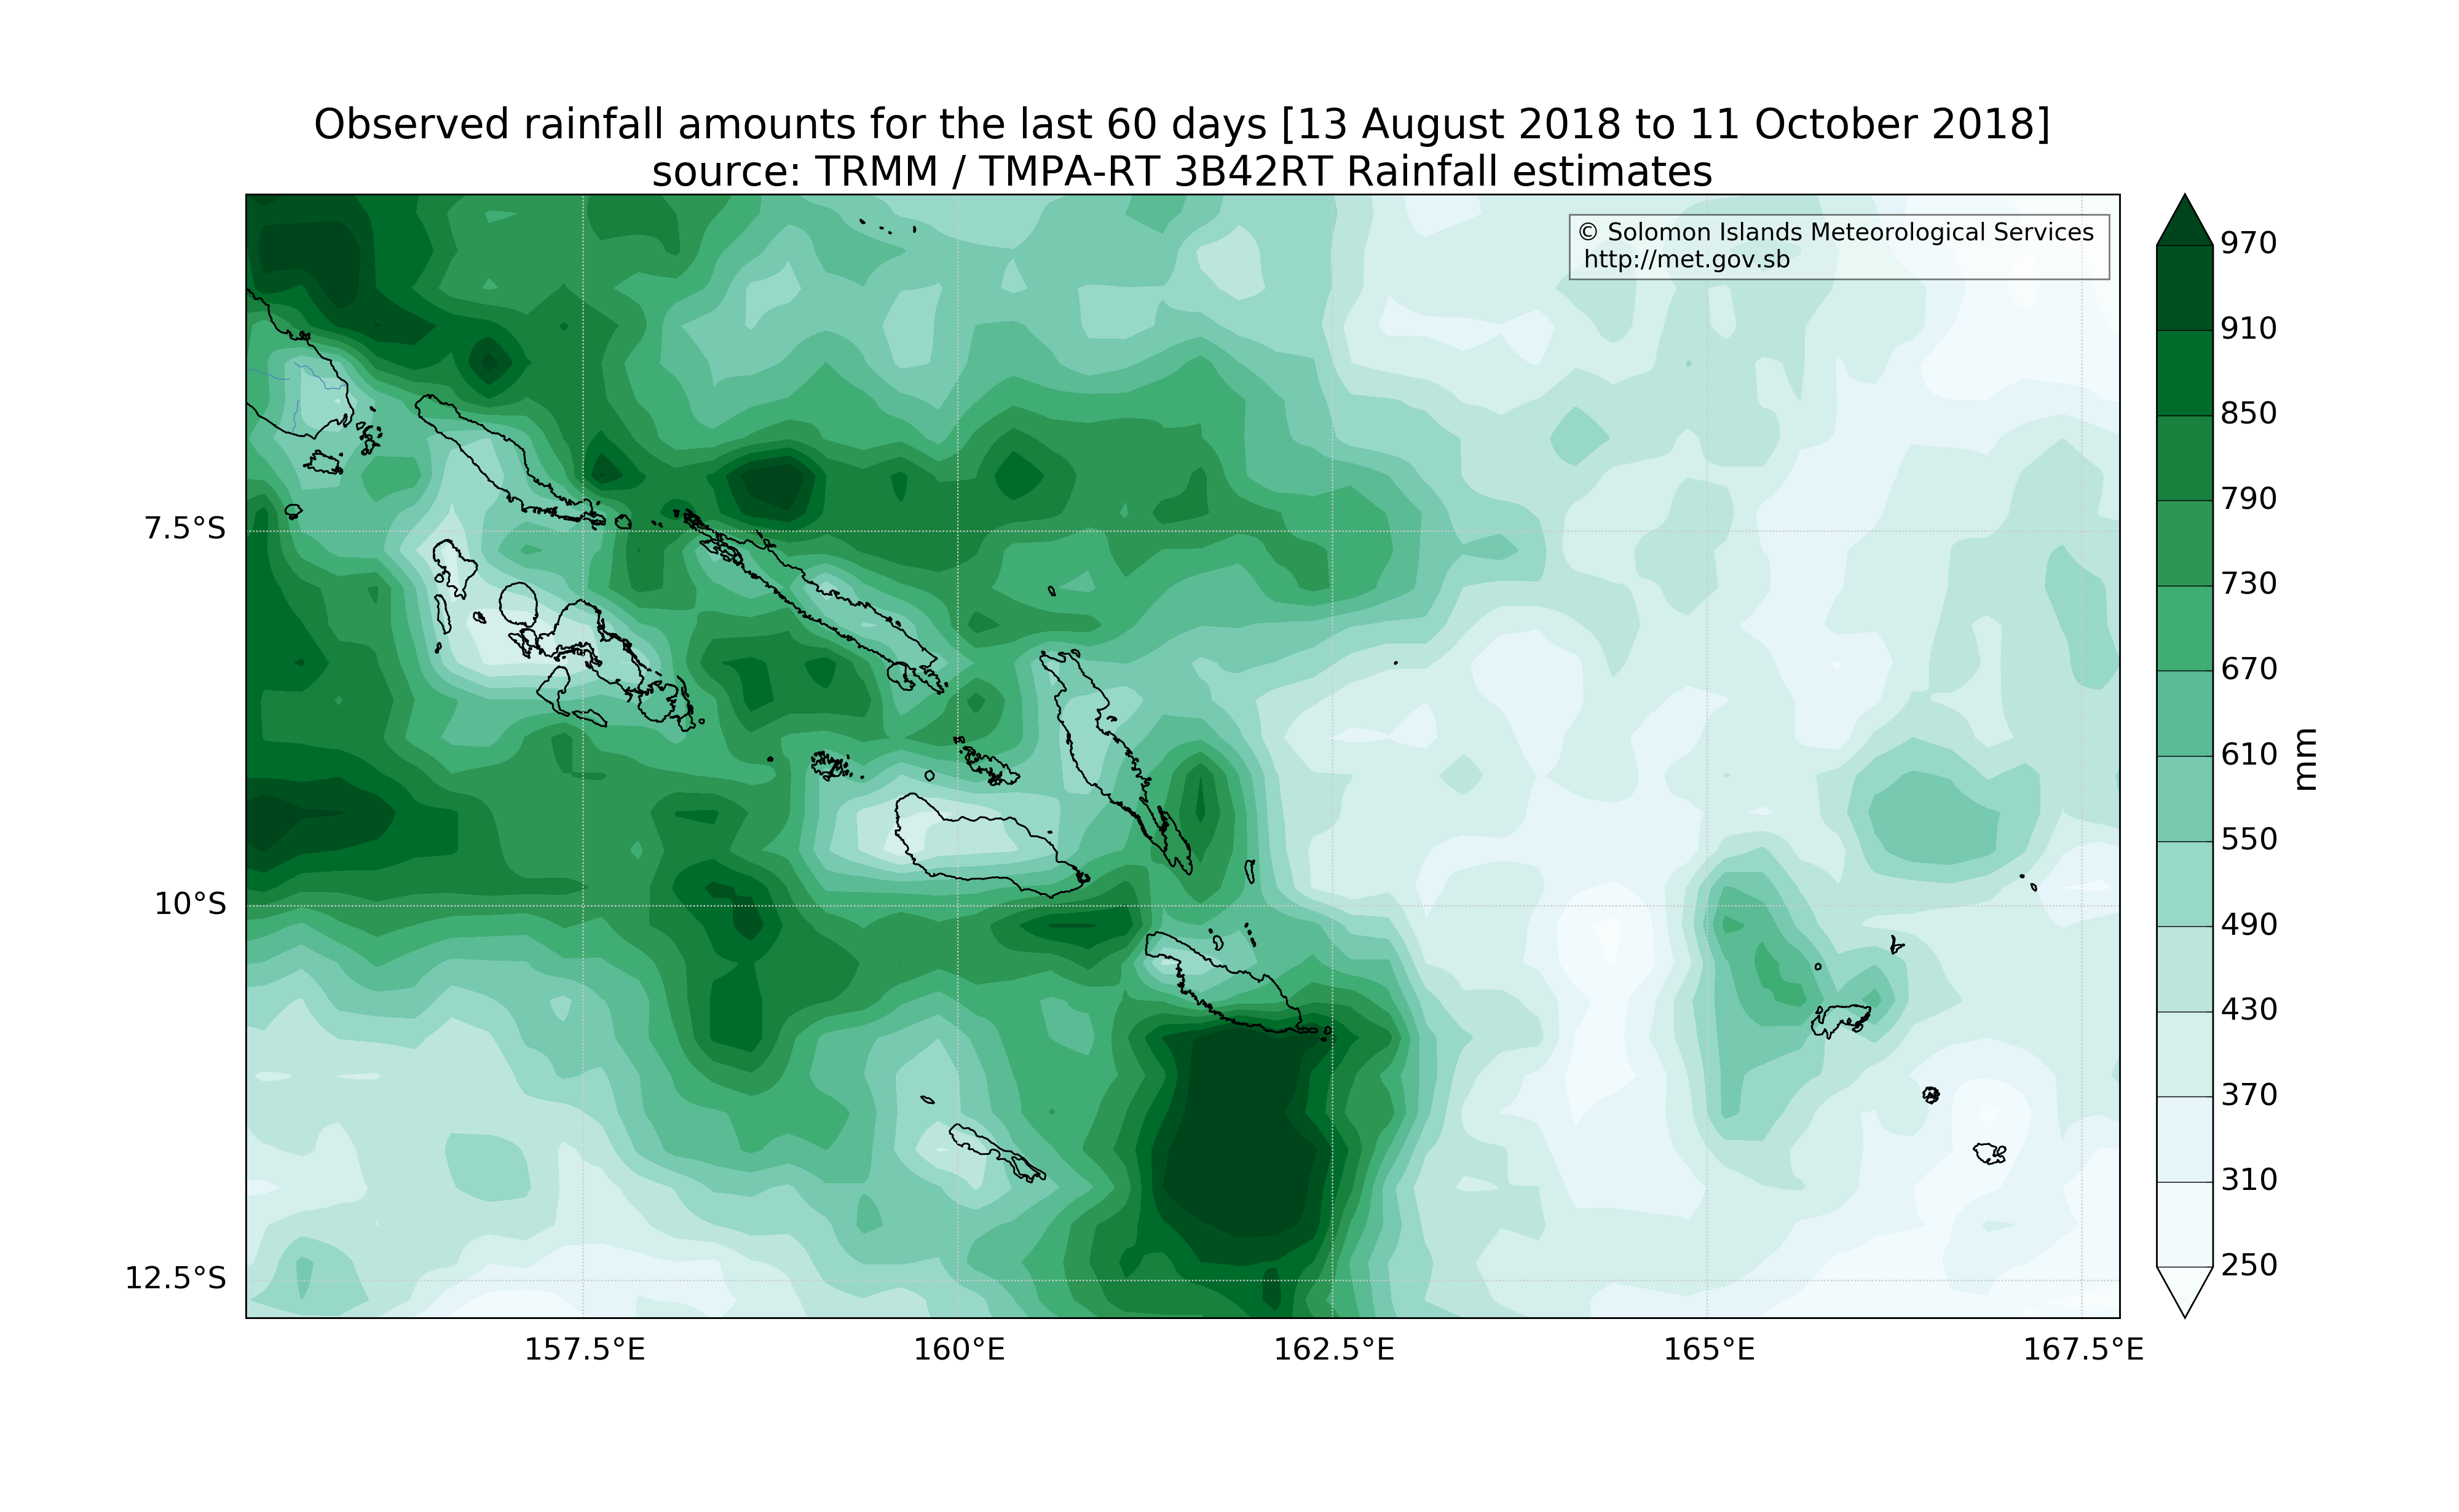 Observed rainfall amounts for the last 60 days [13 August 2018 to 11 October 2018]
source: TRMM / TMPA-RT 3B42RT Rainfall estimates
© Solomon Islands Meteorological Services
http://met.gov.sb
7.5°S
10°S
12.5°S
157.5°E
160°E
162.5°E
165°E
167.5°E
970
910
850
790
730
670
610
550
490
430
370
310
250
mm